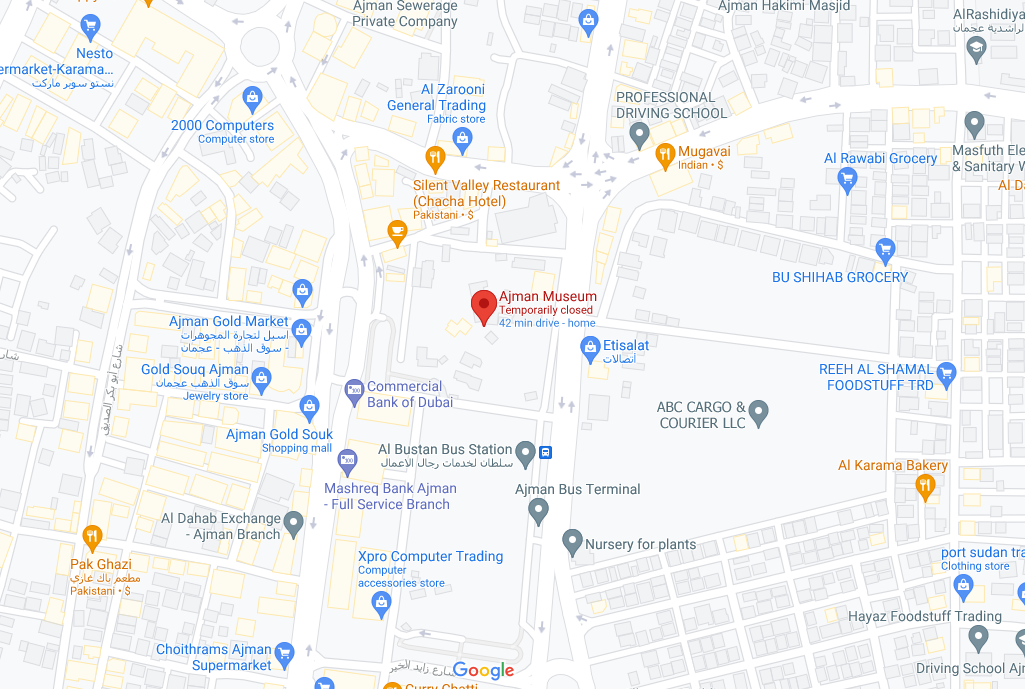 Ajman Sewerage
Private Company
Ajman Hakimi Masjid
AlRashidiya
الراشدية عجمان
Nesto
ermarket-Karama...
نستو سوبر ماركت
2000 Computers
Computer store
Al Zarooni
General Trading
Fabric store
PROFESSIONAL
DRIVING SCHOOL
Mugavai
Indian • $
Masfuth Ele
& Sanitary W
Al Rawabi Grocery
Al Da
Silent Valley Restaurant
(Chacha Hotel)
Pakistani • $
BU SHIHAB GROCERY
Ajman Museum
Temporarily closed
42 min drive - home
Ajman Gold Market
اسيل لتجارة المجوهرات
- سوق الذهب - عجمان
Etisalat
اتصالات
شارع أبو بكر الصديق
Gold Souq Ajman
سوق الذهب عجمان
Jewelry store
REEH AL SHAMAL
FOODSTUFF TRD
Commercial
Bank of Dubai
ABC CARGO &
COURIER LLC
Ajman Gold Souk
Shopping mall
Al Bustan Bus Station
سلطان لخدمات رجال الاعمال
Al Karama Bakery
Mashreq Bank Ajman
- Full Service Branch
Ajman Bus Terminal
Al Dahab Exchange
- Ajman Branch
Nursery for plants
Pak Ghazi
مطعم باك غازي
Pakistani • $
Xpro Computer Trading
Computer
accessories store
port sudan tra
Clothing store
Hayaz Foodstuff Trading
Choithrams Ajman
Supermarket
شارع زايد الخير
Google
Driving School Ajm
Curry Chatti